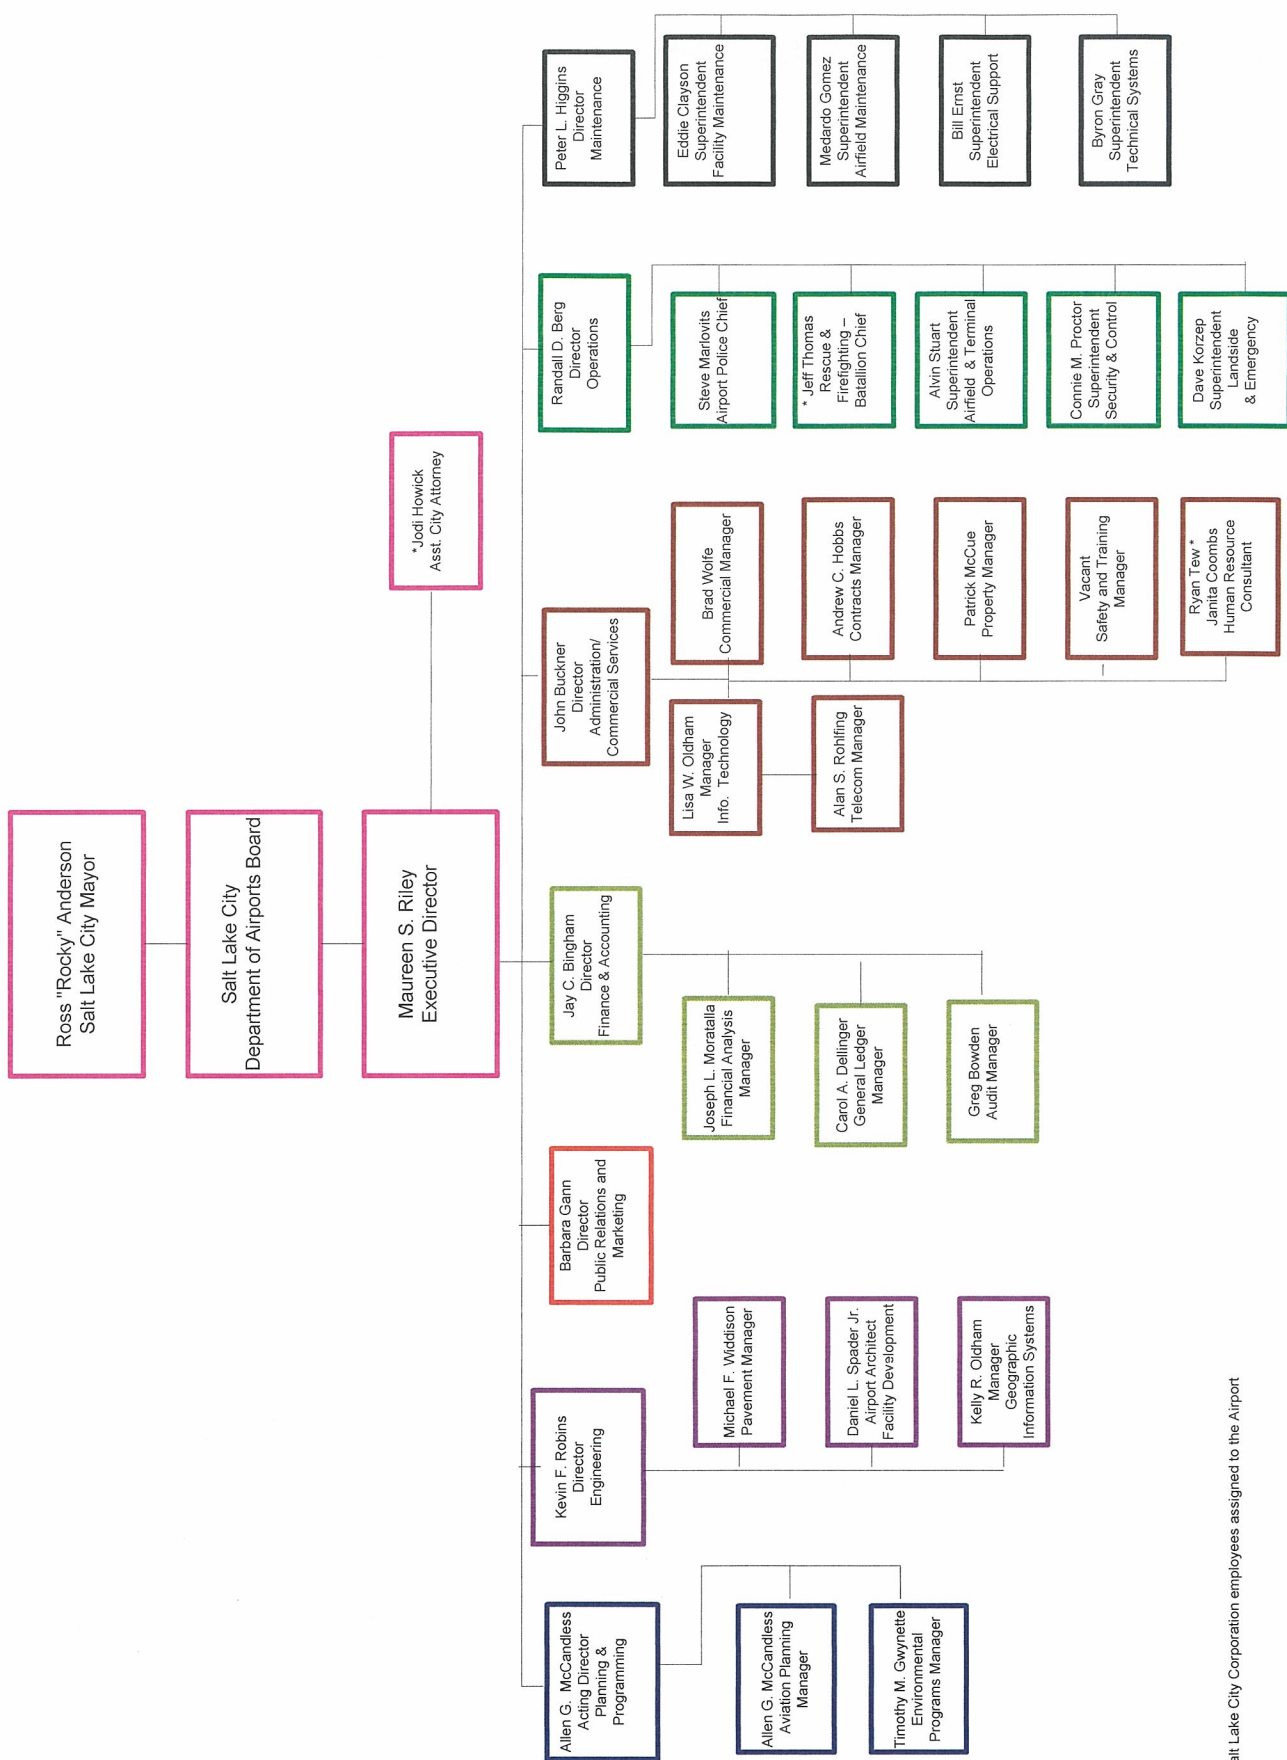 Ross "Rocky" Anderson
Salt Lake City Mayor
Salt Lake City
Department of Airports Board
Maureen S. Riley
Executive Director
*Jodi Howick
Asst. City Attorney
Allen G. McCandless
Acting Director
Planning &
Programming
Allen G. McCandless
Aviation Planning
Manager
Timothy M. Gwynette
Environmental
Programs Manager
Kevin F. Robins
Director
Engineering
Michael F. Widdison
Pavement Manager
Daniel L. Spader Jr.
Airport Architect
Facility Development
Kelly R. Oldham
Manager
Geographic
Information Systems
Barbara Gann
Director
Public Relations and
Marketing
Jay C. Bingham
Director
Finance & Accounting
Joseph L. Moratalla
Financial Analysis
Manager
Carol A. Dellinger
General Ledger
Manager
Greg Bowden
Audit Manager
John Buckner
Director
Administration/
Commercial Services
Lisa W. Oldham
Manager
Info. Technology
Alan S. Rohlfing
Telecom Manager
Brad Wolfe
Commercial Manager
Andrew C. Hobbs
Contracts Manager
Patrick McCue
Property Manager
Vacant
Safety and Training
Manager
Ryan Tew *
Janita Coombs
Human Resource
Consultant
Randall D. Berg
Director
Operations
Steve Marlovits
Airport Police Chief
* Jeff Thomas
Rescue &
Firefighting –
Batallion Chief
Alvin Stuart
Superintendent
Airfield & Terminal
Operations
Connie M. Proctor
Superintendent
Security & Control
Dave Korzep
Superintendent
Landside
& Emergency
Peter L. Higgins
Director
Maintenance
Eddie Clayson
Superintendent
Facility Maintenance
Medardo Gomez
Superintendent
Airfield Maintenance
Bill Ernst
Superintendent
Electrical Support
Byron Gray
Superintendent
Technical Systems
Lake City Corporation employees assigned to the Airport